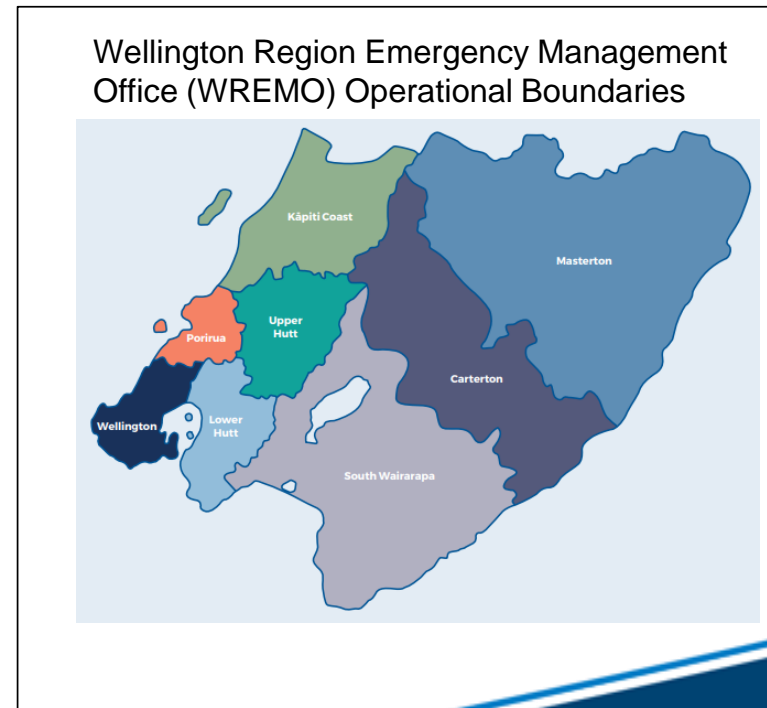 Wellington Region Emergency Management
Office (WREMO) Operational Boundaries
Kāpiti Coast
Masterton
Upper
Hutt
Porirua
Carterton
Lower
Hutt
Wellington
South Wairarapa